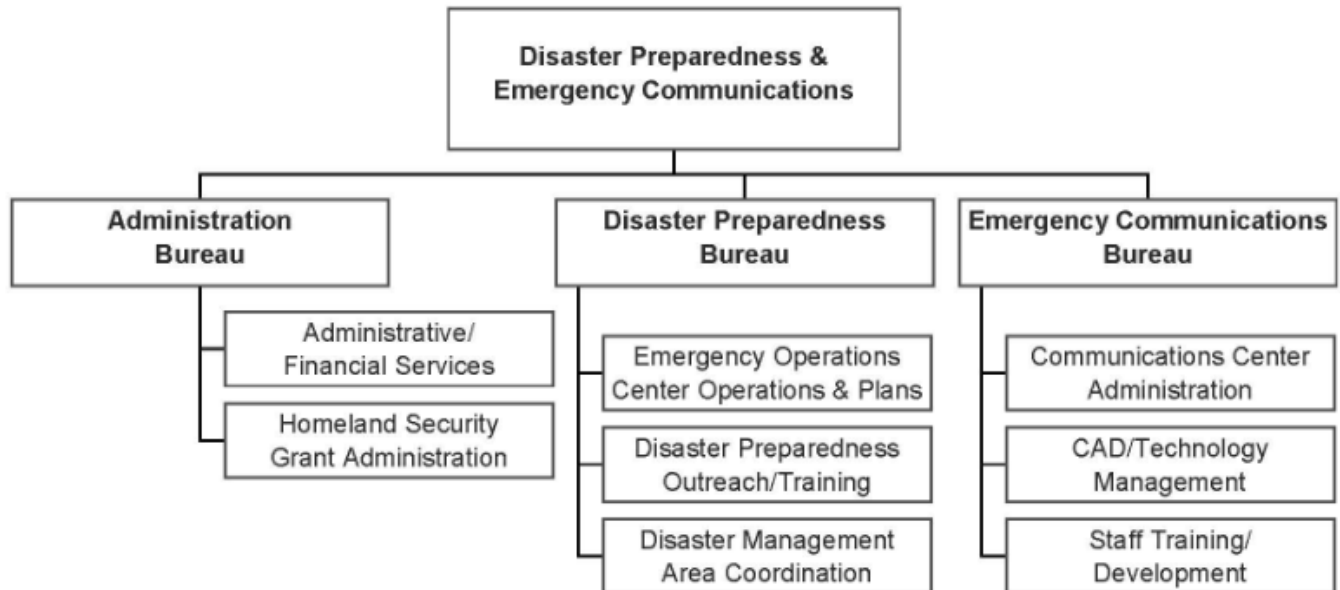 Disaster Preparedness &
Emergency Communications
Administration
Bureau
Administrative/
Financial Services
Homeland Security
Grant Administration
Disaster Preparedness
Bureau
Emergency Operations
Center Operations & Plans
Disaster Preparedness
Outreach/Training
Disaster Management
Area Coordination
Emergency Communications
Bureau
Communications Center
Administration
CAD/Technology
Management
Staff Training/
Development